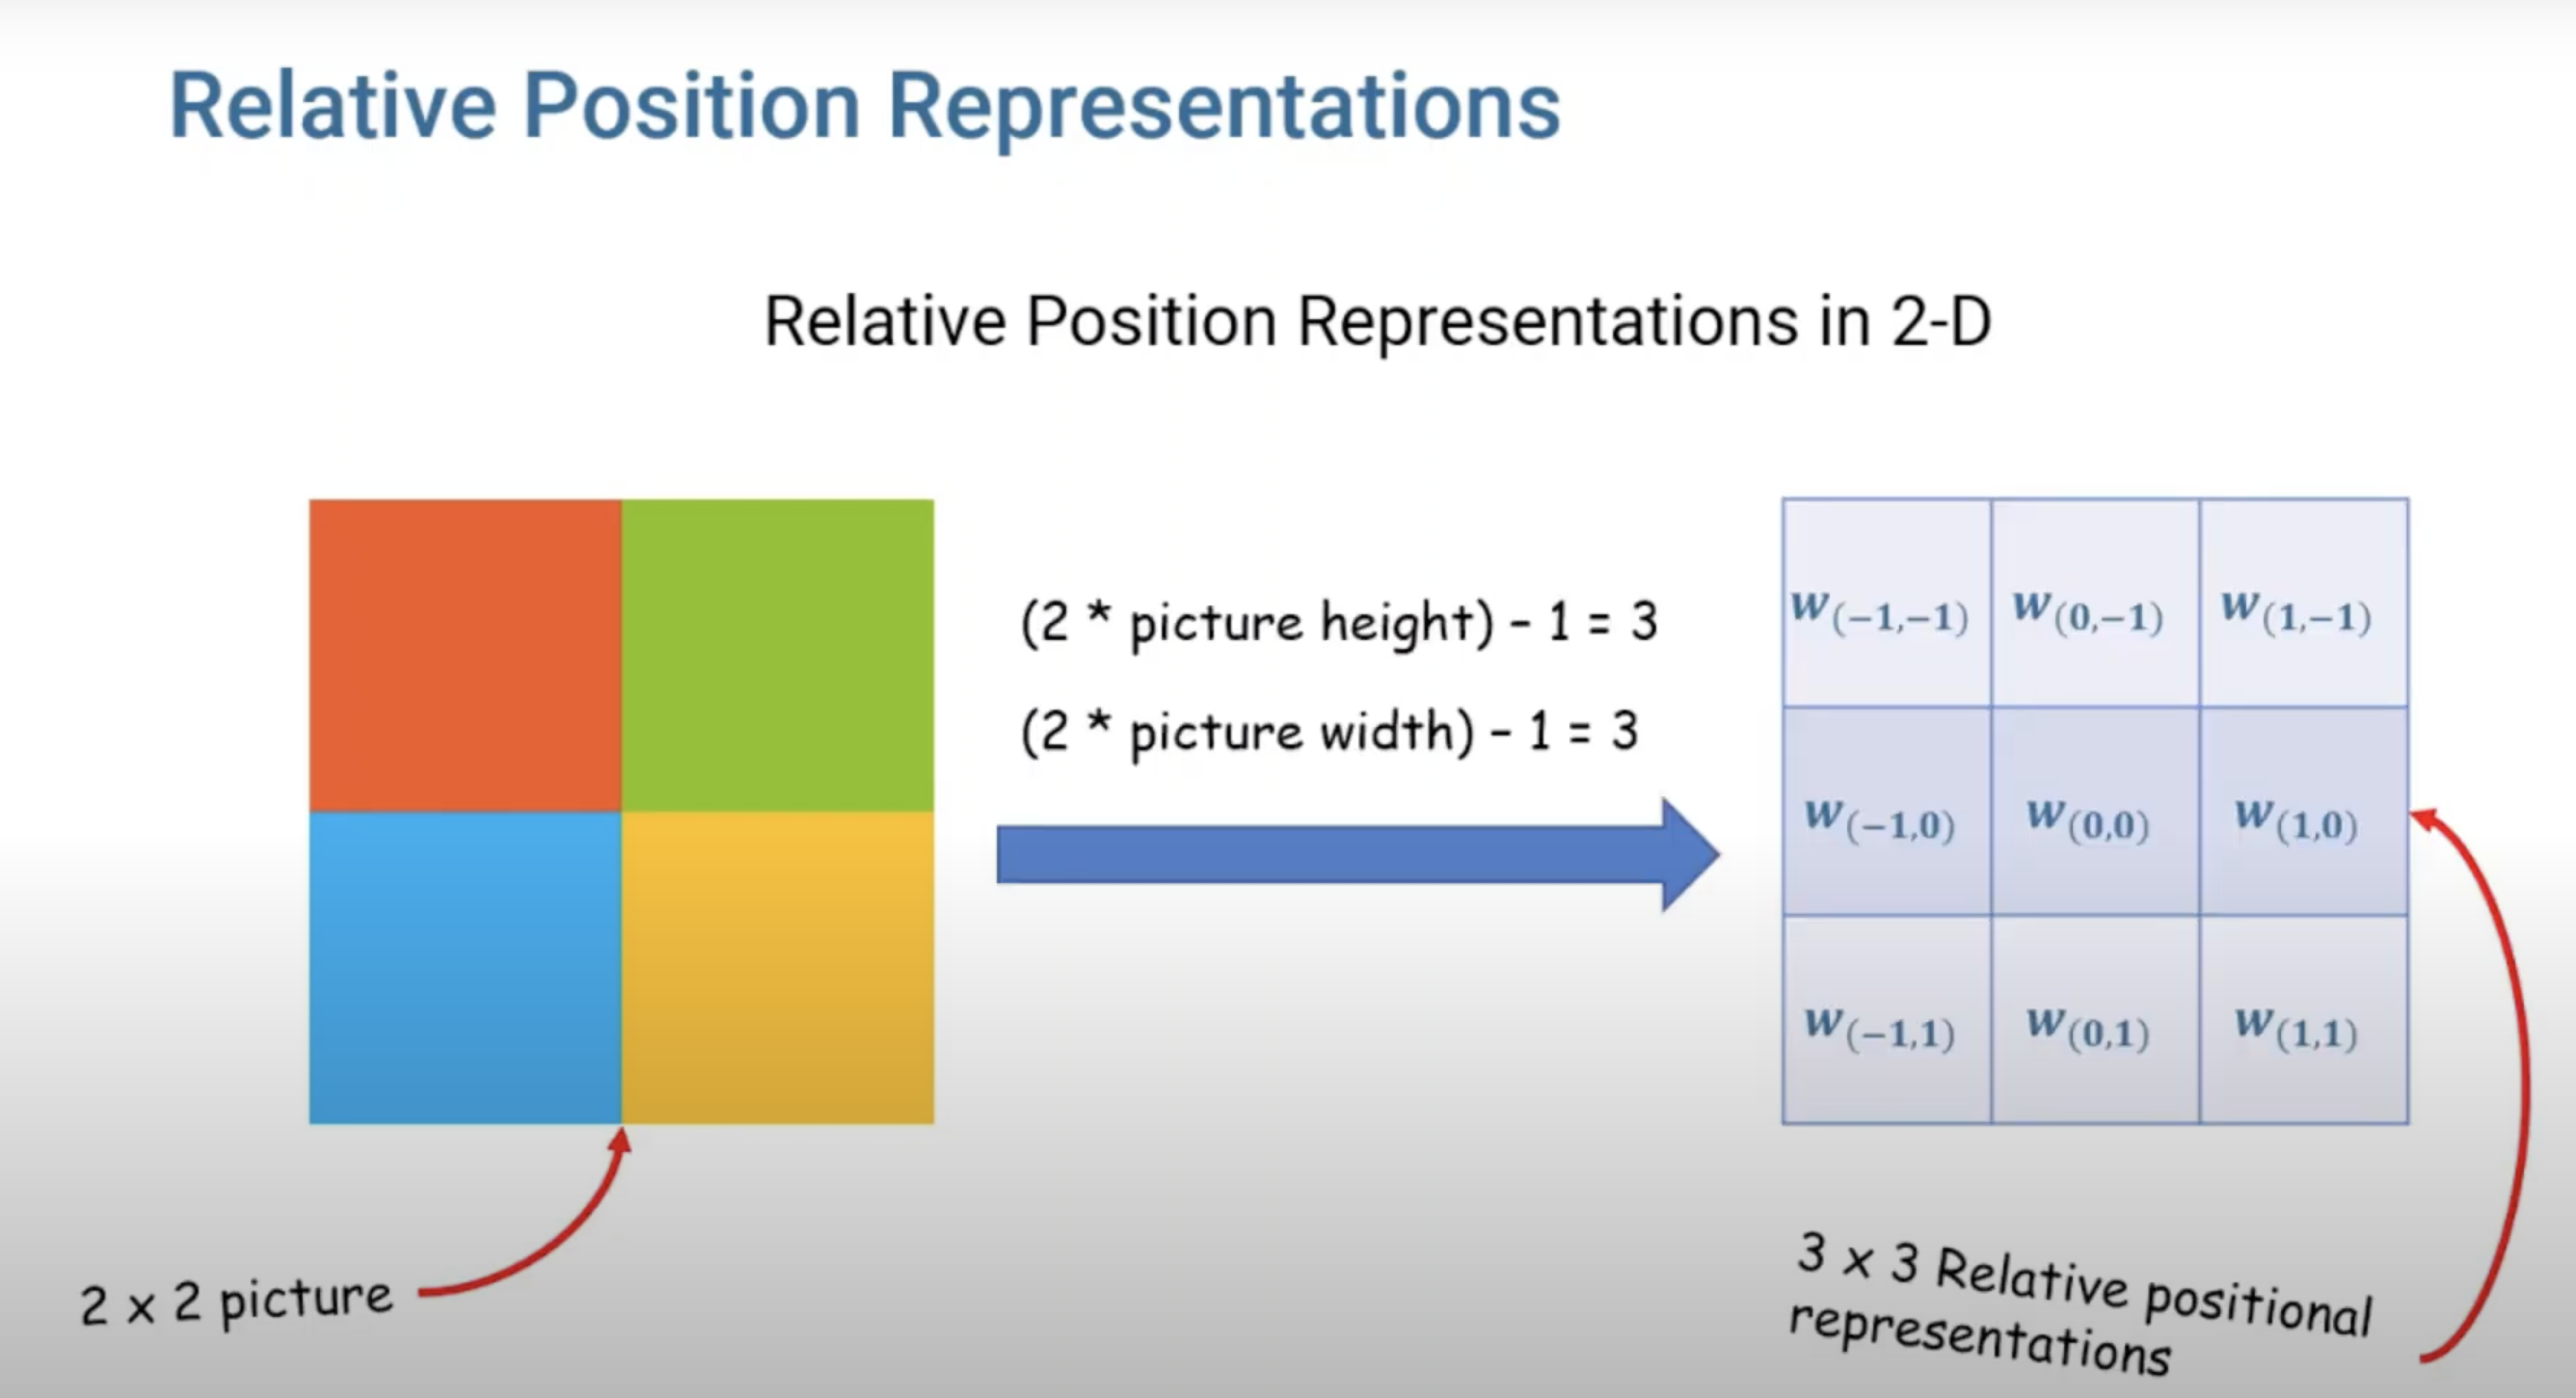 Relative Position Representations
Relative Position Representations in 2-D
(2 * picture height) – 1 = 3
(2 * picture width) – 1 = 3
w(−1,−1) w(0,−1) w(1,−1)
w(−1,0) w(0,0) w(1,0)
w(−1,1) w(0,1) w(1,1)
2 x 2 picture
3 x 3 Relative positional
representations